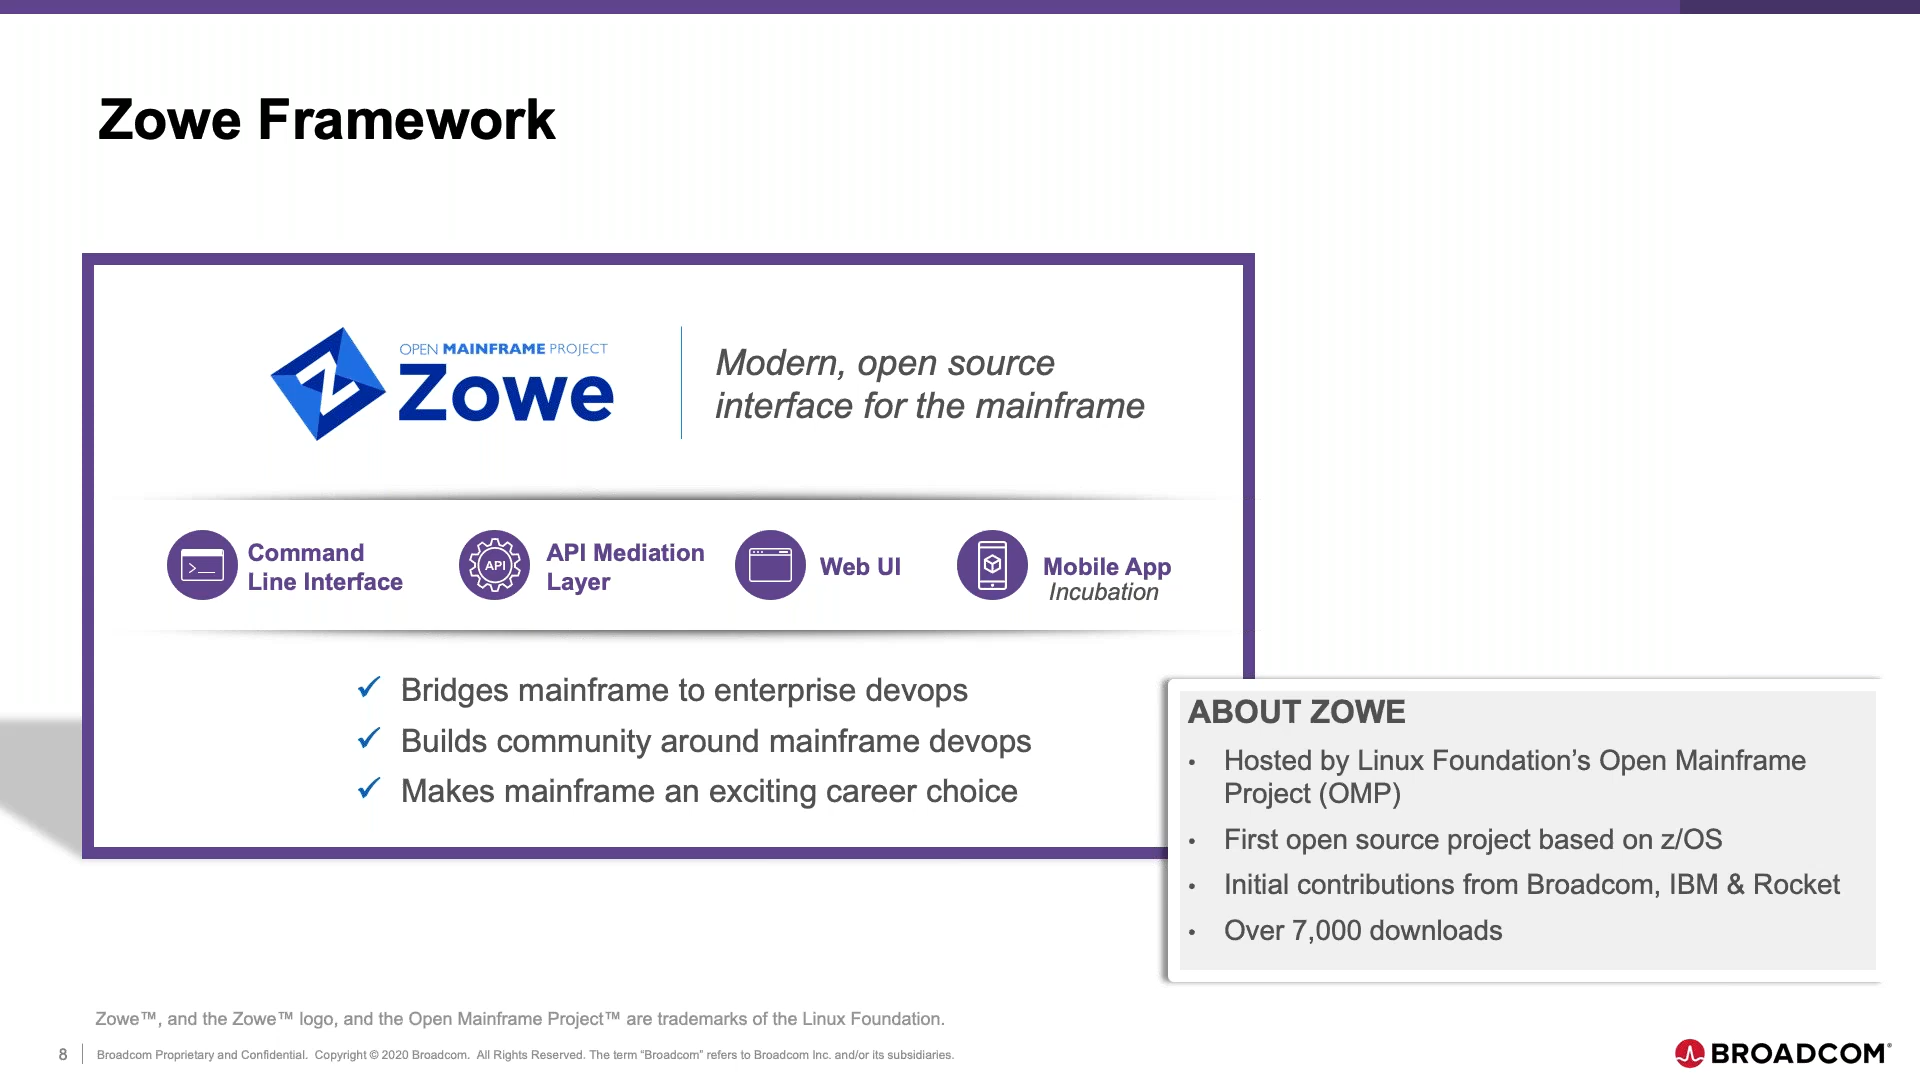 Zowe Framework
OPEN MAINFRAME PROJECT
Zowe
Modern, open source
interface for the mainframe
>_
Command
Line Interface
API
API Mediation
Layer
Web UI
Mobile App
Incubation
✓ Bridges mainframe to enterprise devops
✓ Builds community around mainframe devops
✓ Makes mainframe an exciting career choice
ABOUT ZOWE
• Hosted by Linux Foundation’s Open Mainframe
Project (OMP)
• First open source project based on z/OS
• Initial contributions from Broadcom, IBM & Rocket
• Over 7,000 downloads
Zowe™, and the Zowe™ logo, and the Open Mainframe Project™ are trademarks of the Linux Foundation.
8 | Broadcom Proprietary and Confidential. Copyright © 2020 Broadcom. All Rights Reserved. The term “Broadcom” refers to Broadcom Inc. and/or its subsidiaries.
BROADCOM®